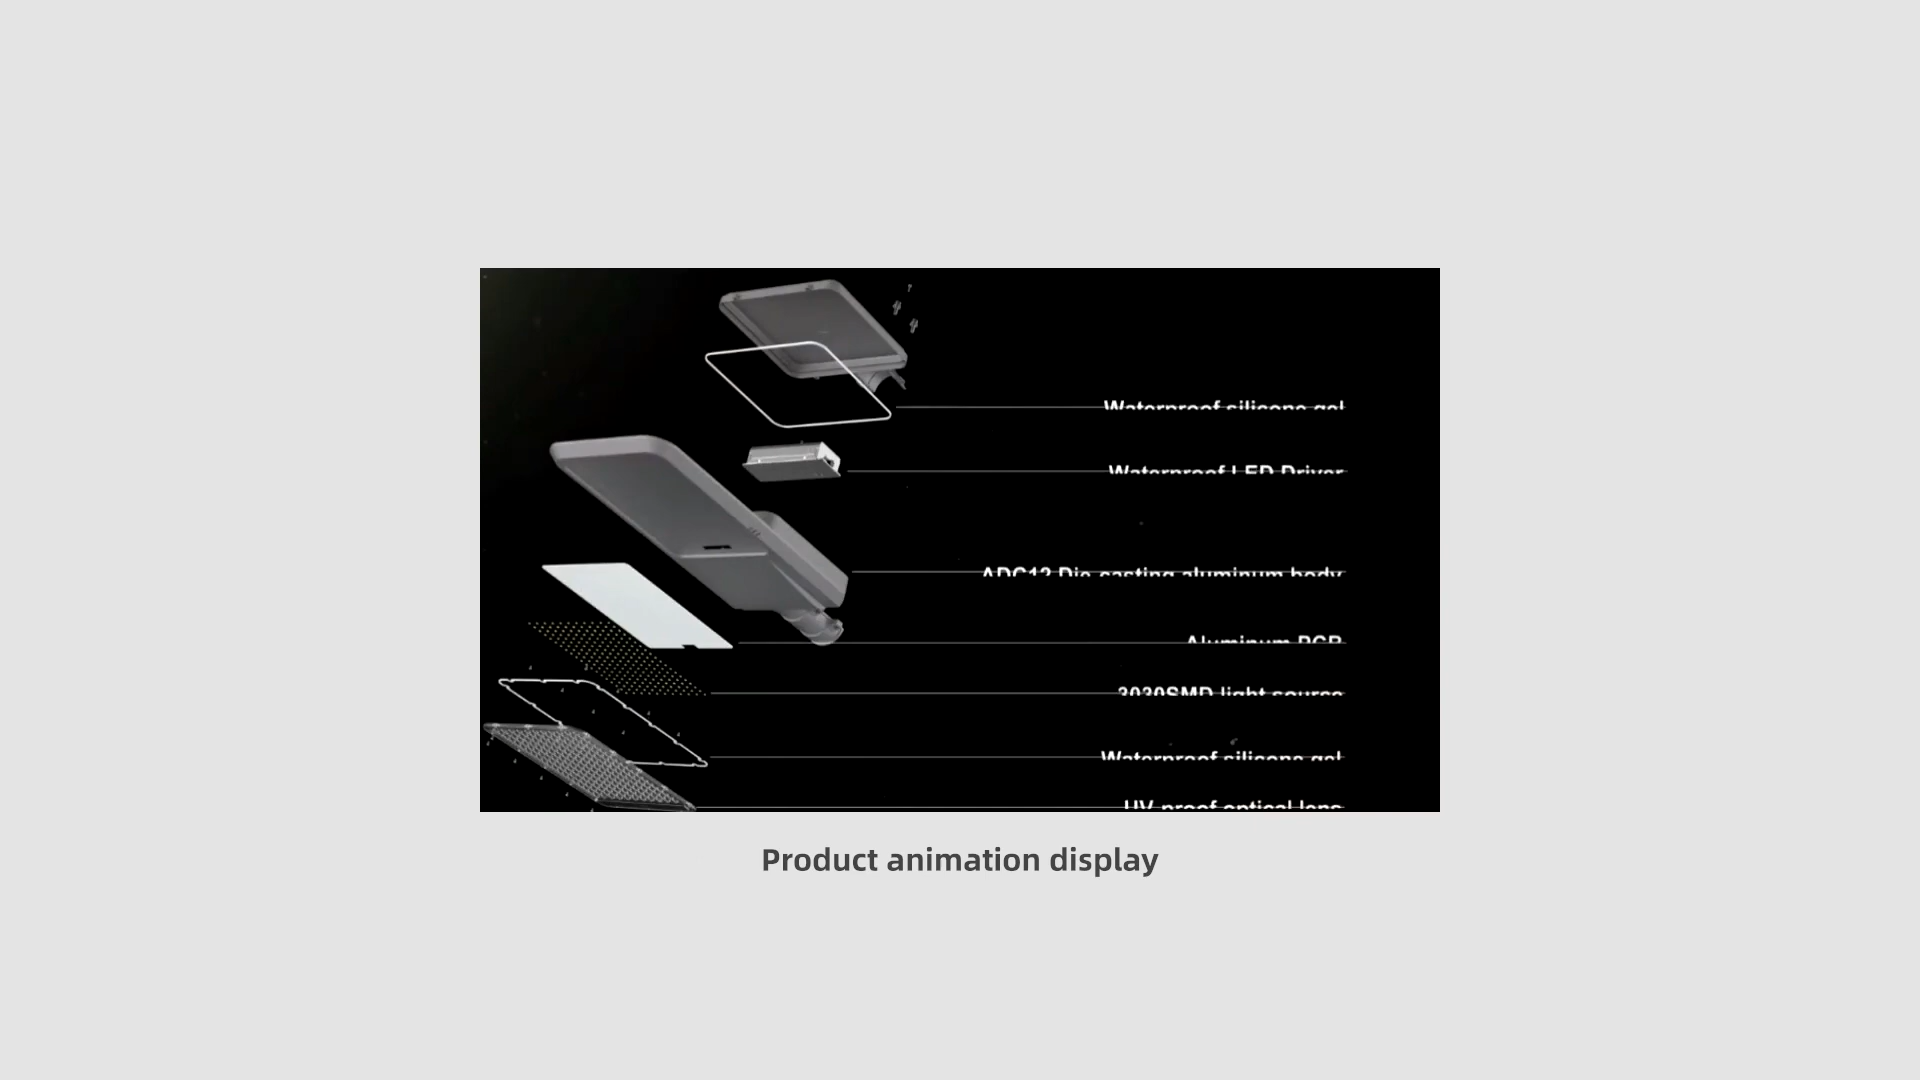 Waterproof silicone gel
Waterproof LED Driver
ADC12 Die-casting aluminum body
Aluminum PCB
3030SMD light source
Waterproof silicone gel
UV-proof optical lens
Product animation display